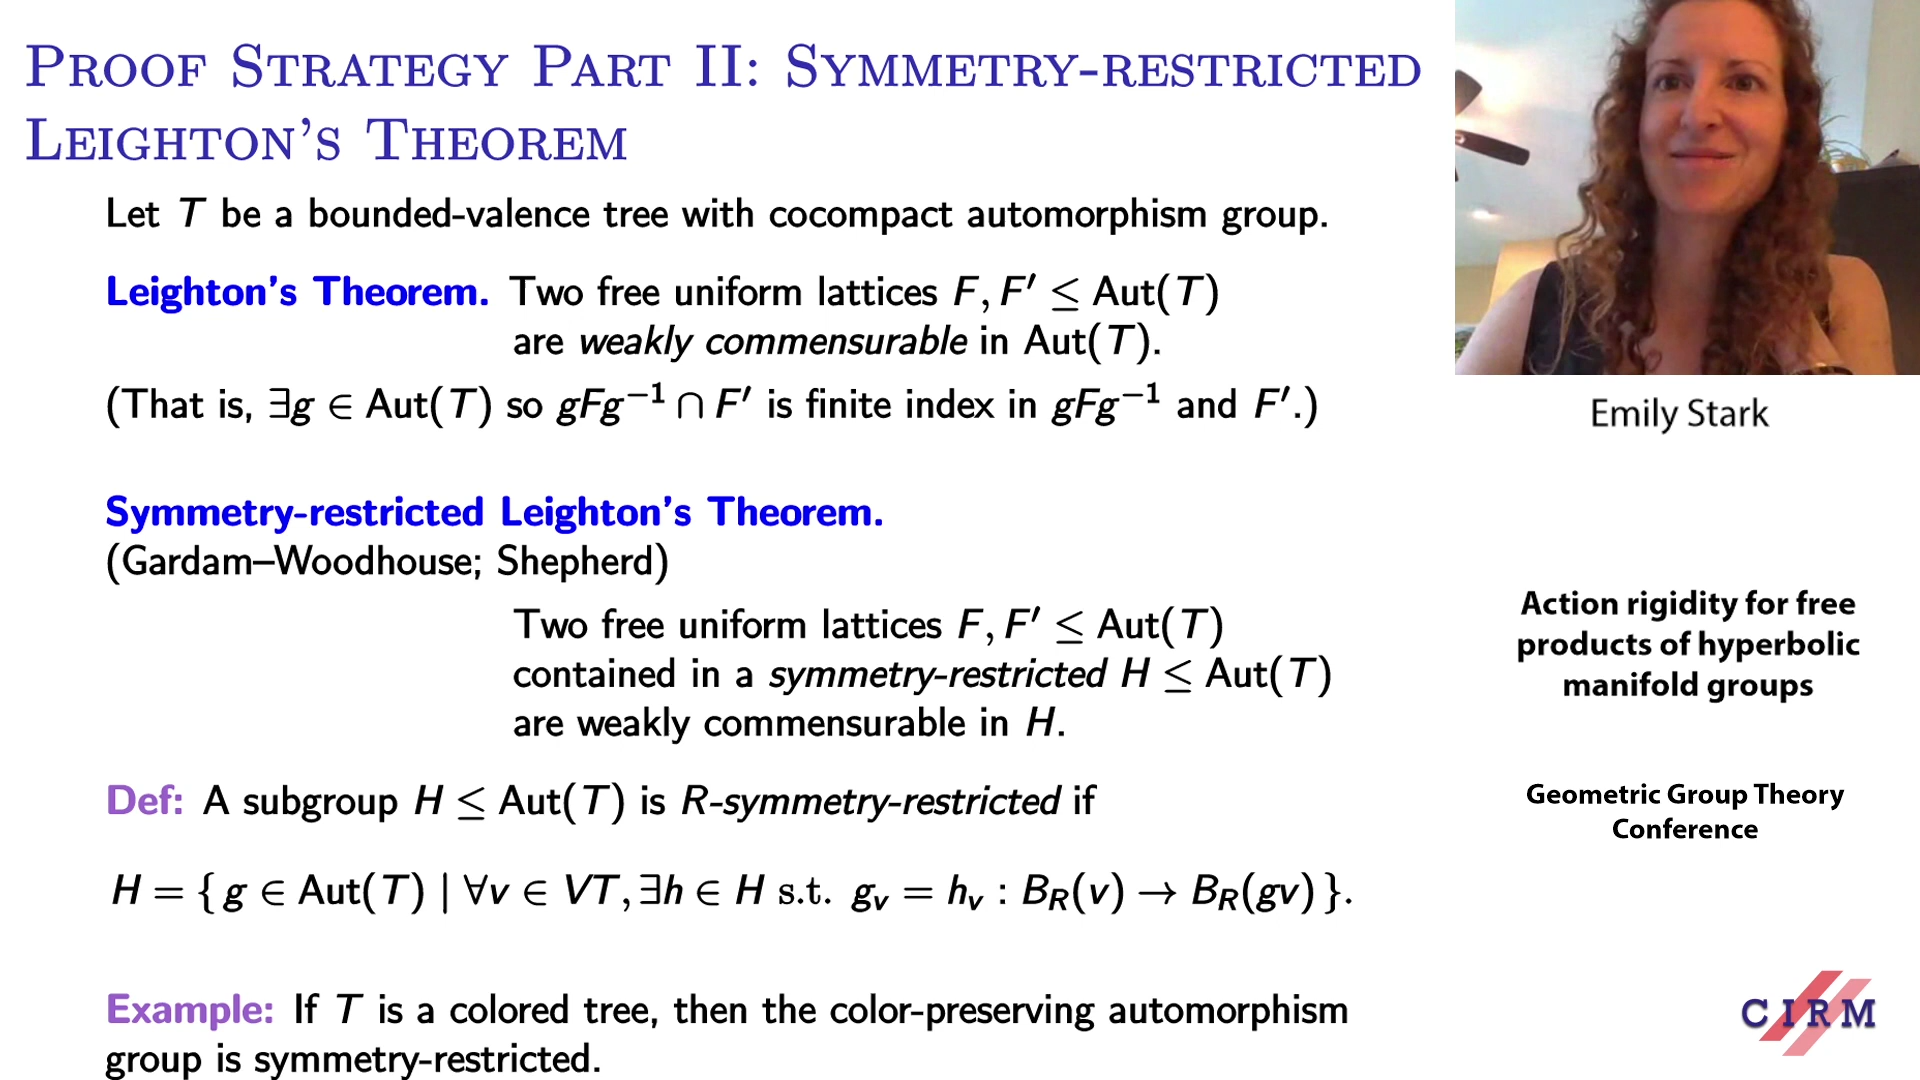 Proof Strategy Part II: Symmetry-restricted
Leighton's Theorem
Let T be a bounded-valence tree with cocompact automorphism group.
Leighton's Theorem. Two free uniform lattices F, F′ ≤ Aut(T)
are weakly commensurable in Aut(T).
(That is, ∃g ∈ Aut(T) so gFg⁻¹ ∩ F′ is finite index in gFg⁻¹ and F′.)
Symmetry-restricted Leighton's Theorem.
(Gardam–Woodhouse; Shepherd)
Two free uniform lattices F, F′ ≤ Aut(T)
contained in a symmetry-restricted H ≤ Aut(T)
are weakly commensurable in H.
Def: A subgroup H ≤ Aut(T) is R-symmetry-restricted if
H = { g ∈ Aut(T) | ∀v ∈ VT, ∃h ∈ H s.t. gᵥ = hᵥ : B_R(v) → B_R(gv) }.
Example: If T is a colored tree, then the color-preserving automorphism
group is symmetry-restricted.
Emily Stark
Action rigidity for free
products of hyperbolic
manifold groups
Geometric Group Theory
Conference
CIRM